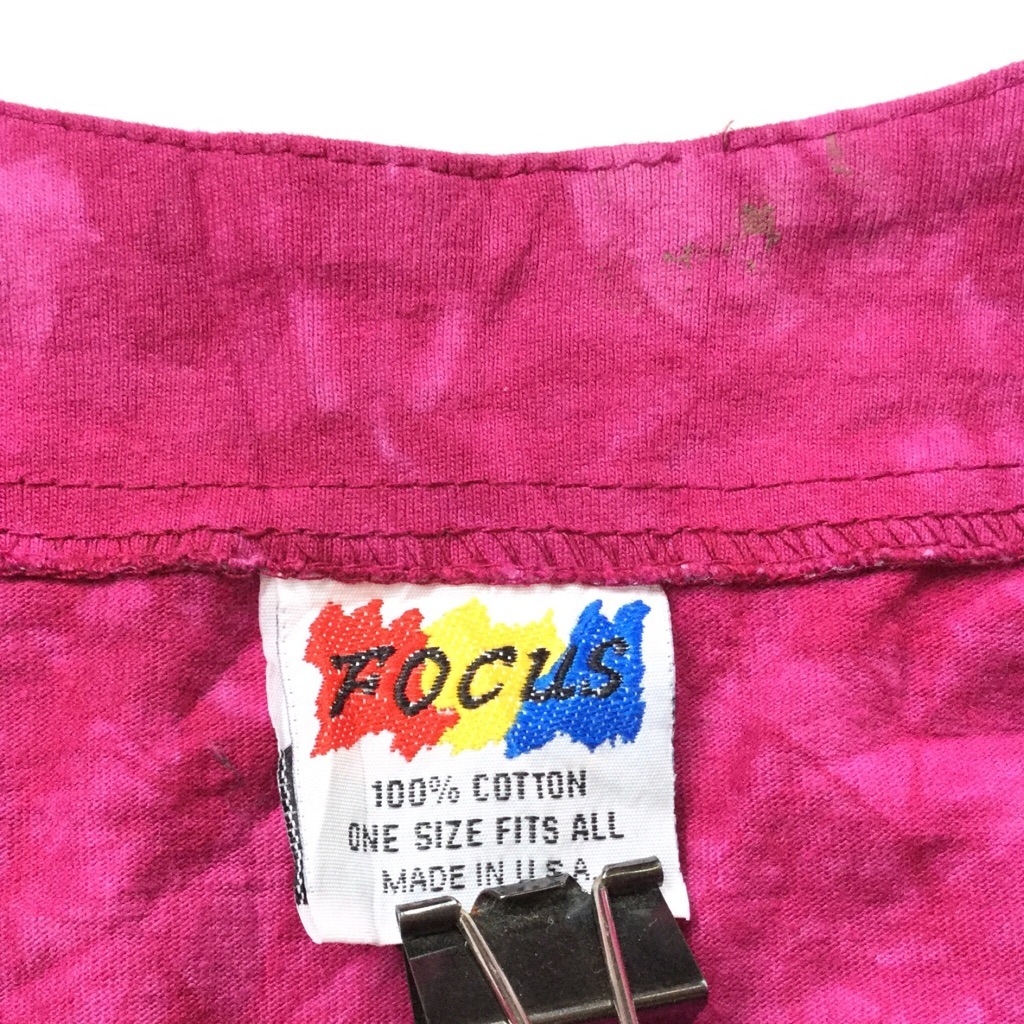 FOCUS
100% COTTON
ONE SIZE FITS ALL
MADE IN U.S.A.